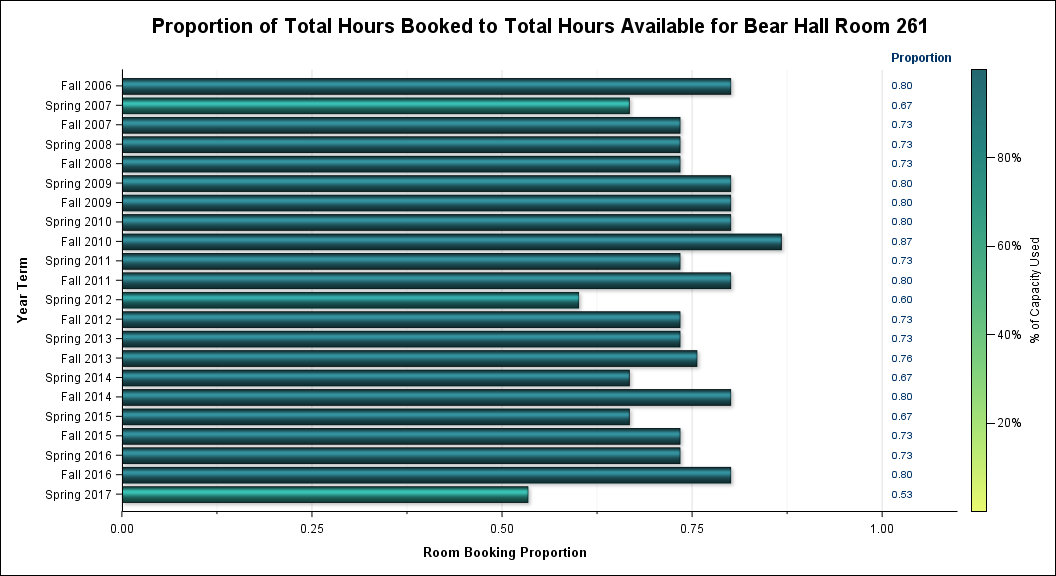 Proportion of Total Hours Booked to Total Hours Available for Bear Hall Room 261
Proportion
Fall 2006 0.80
Spring 2007 0.67
Fall 2007 0.73
Spring 2008 0.73
Fall 2008 0.73
Spring 2009 0.80
Fall 2009 0.80
Spring 2010 0.80
Fall 2010 0.87
Spring 2011 0.73
Fall 2011 0.80
Spring 2012 0.60
Fall 2012 0.73
Spring 2013 0.73
Fall 2013 0.76
Spring 2014 0.67
Fall 2014 0.80
Spring 2015 0.67
Fall 2015 0.73
Spring 2016 0.73
Fall 2016 0.80
Spring 2017 0.53
Year Term
0.00 0.25 0.50 0.75 1.00
Room Booking Proportion
80%
60%
40%
20%
% of Capacity Used